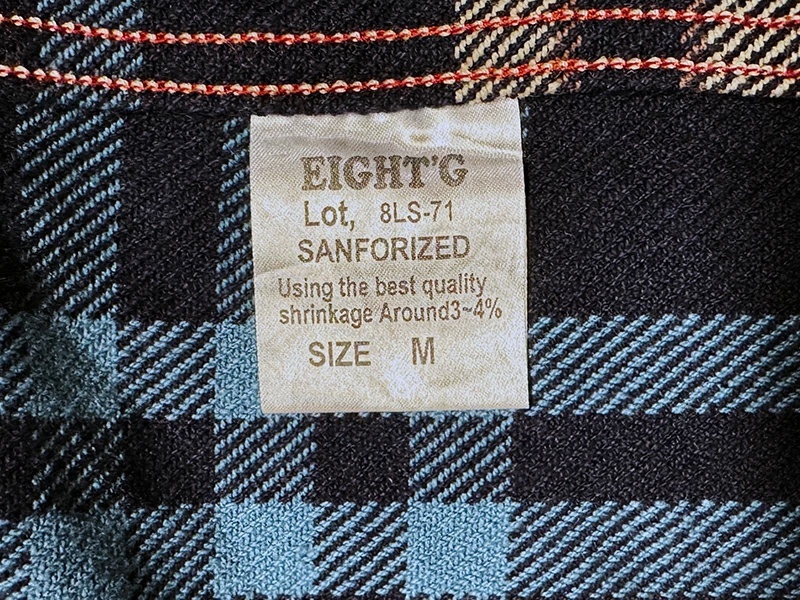 EIGHT'G
Lot, 8LS-71
SANFORIZED
Using the best quality
shrinkage Around3~4%
SIZE M